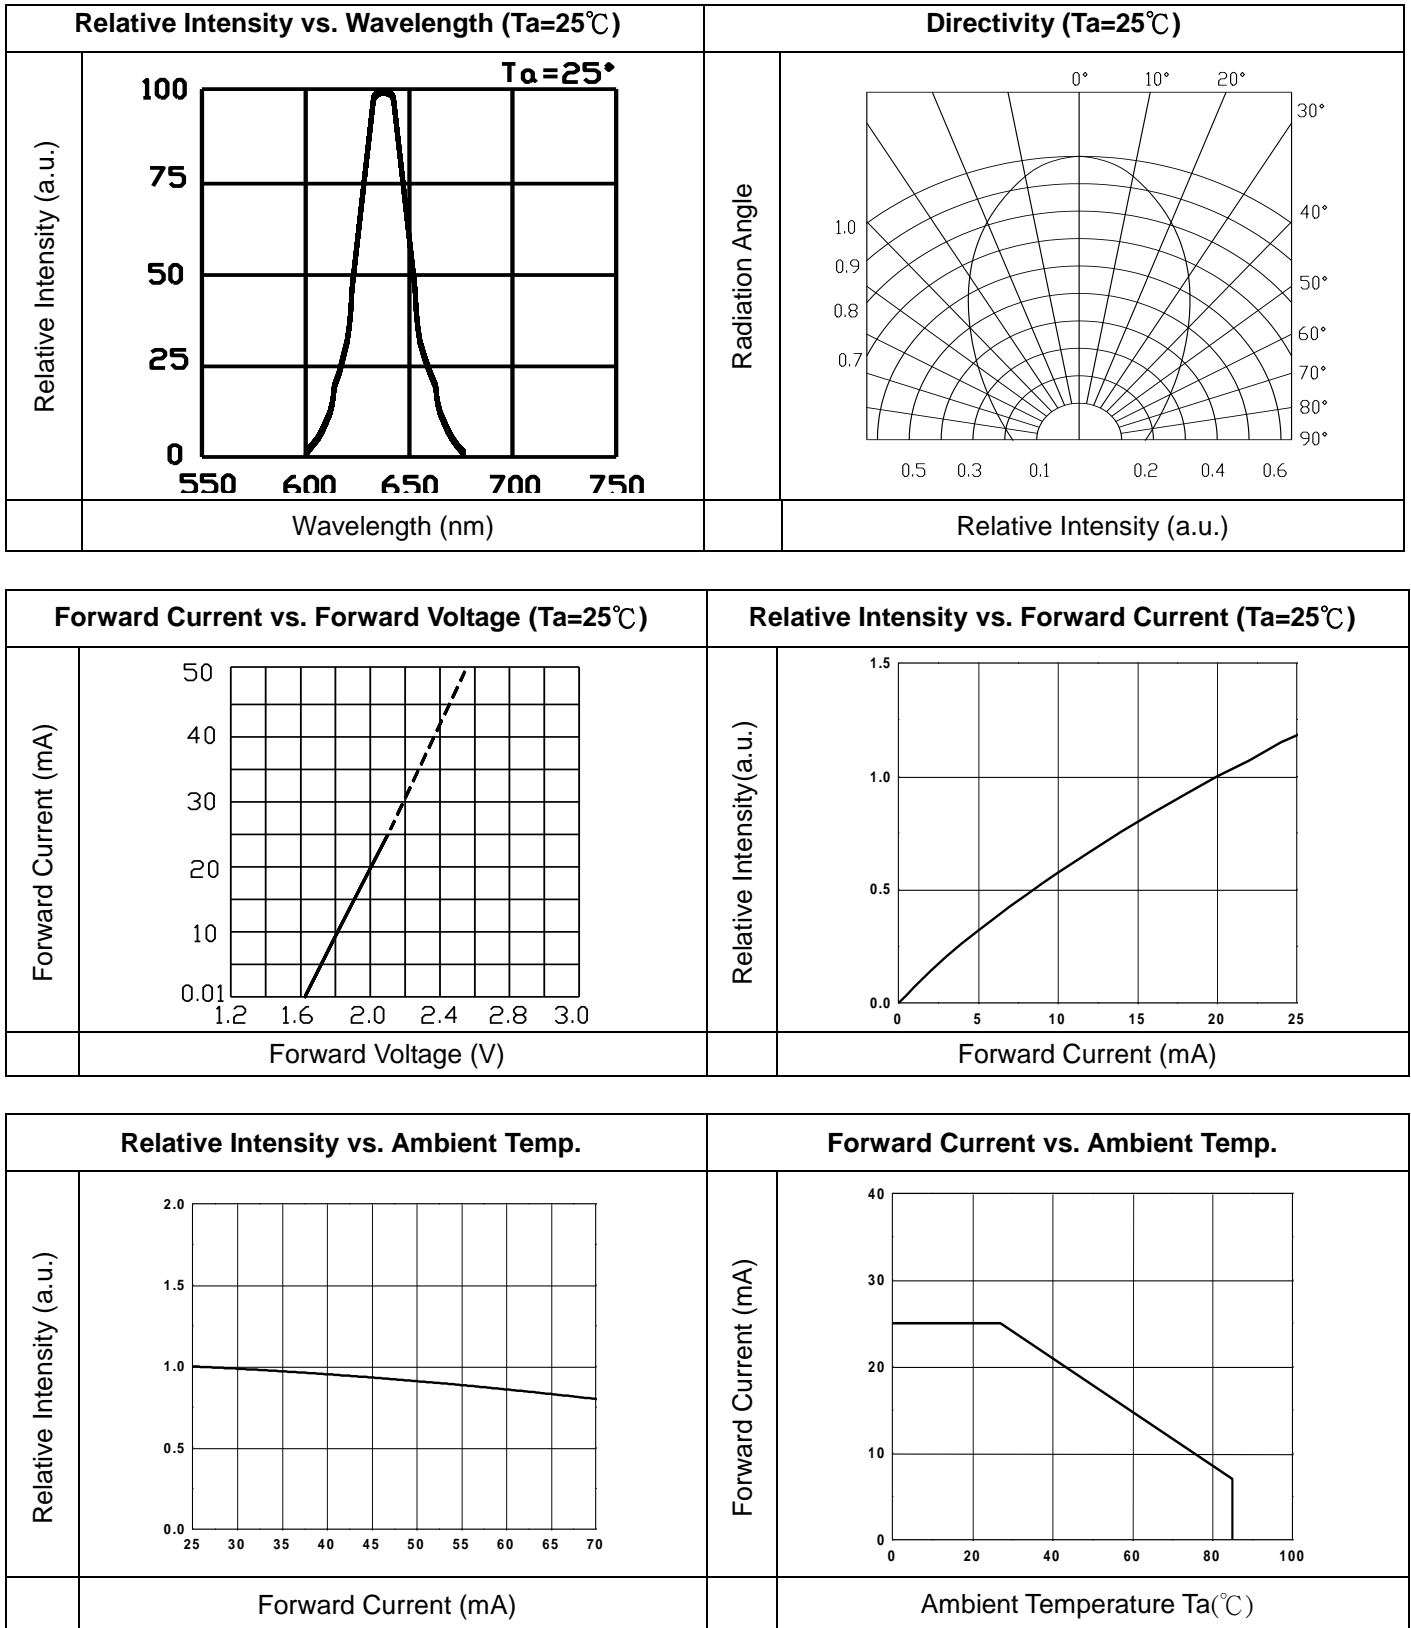 Relative Intensity vs. Wavelength (Ta=25℃)
Directivity (Ta=25℃)
Relative Intensity (a.u.)
Ta=25°
100
75
50
25
0
550 600 650 700 750
Wavelength (nm)
Radiation Angle
0° 10° 20°
30°
40°
50°
60°
70°
80°
90°
1.0
0.9
0.8
0.7
0.5 0.3 0.1 0.2 0.4 0.6
Relative Intensity (a.u.)
Forward Current vs. Forward Voltage (Ta=25℃)
Relative Intensity vs. Forward Current (Ta=25℃)
Forward Current (mA)
50
40
30
20
10
0.01
1.2 1.6 2.0 2.4 2.8 3.0
Forward Voltage (V)
Relative Intensity(a.u.)
1.5
1.0
0.5
0.0
0 5 10 15 20 25
Forward Current (mA)
Relative Intensity vs. Ambient Temp.
Forward Current vs. Ambient Temp.
Relative Intensity (a.u.)
2.0
1.5
1.0
0.5
0.0
25 30 35 40 45 50 55 60 65 70
Forward Current (mA)
Forward Current (mA)
40
30
20
10
0
0 20 40 60 80 100
Ambient Temperature Ta(℃)